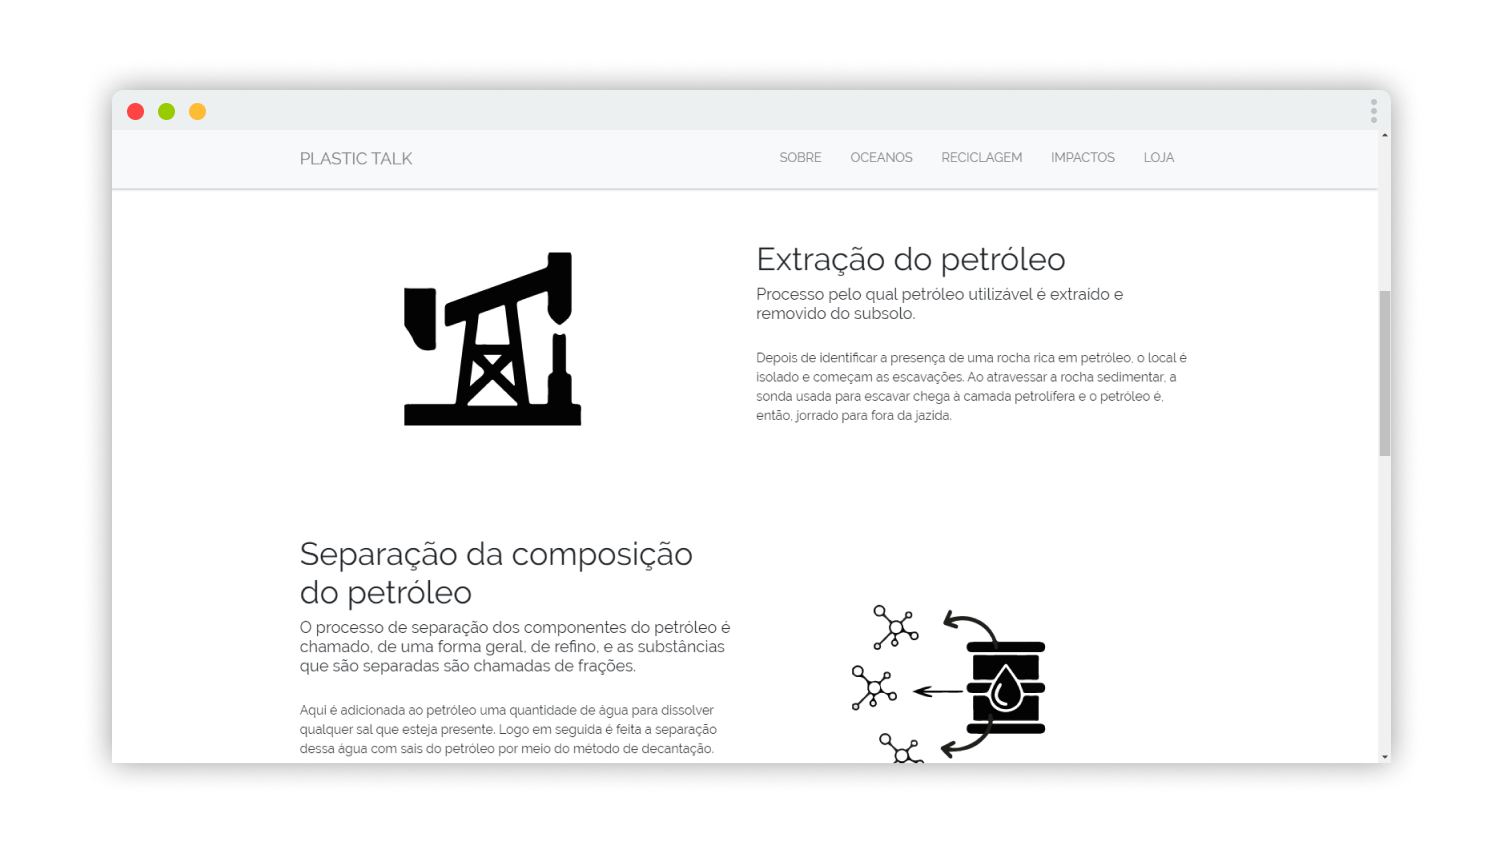 PLASTIC TALK
SOBRE OCEANOS RECICLAGEM IMPACTOS LOJA
Extração do petróleo
Processo pelo qual petróleo utilizável é extraído e
removido do subsolo.
Depois de identificar a presença de uma rocha rica em petróleo, o local é
isolado e começam as escavações. Ao atravessar a rocha sedimentar, a
sonda usada para escavar chega à camada petrolífera e o petróleo é,
então, jorrado para fora da jazida.
Separação da composição
do petróleo
O processo de separação dos componentes do petróleo é
chamado, de uma forma geral, de refino, e as substâncias
que são separadas são chamadas de frações.
Aqui é adicionada ao petróleo uma quantidade de água para dissolver
qualquer sal que esteja presente. Logo em seguida é feita a separação
dessa água com sais do petróleo por meio do método de decantação.